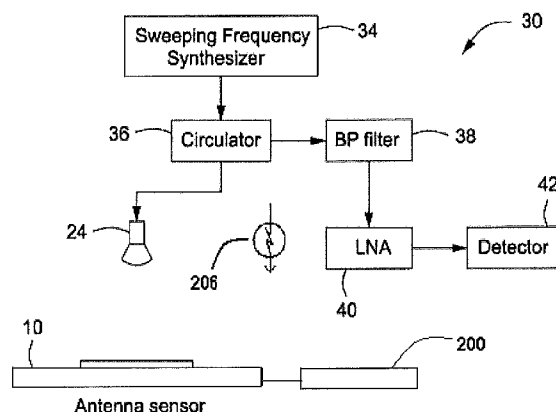 Sweeping Frequency
Synthesizer
34
30
36
Circulator
BP filter
38
42
24
206
LNA
Detector
40
10
200
Antenna sensor